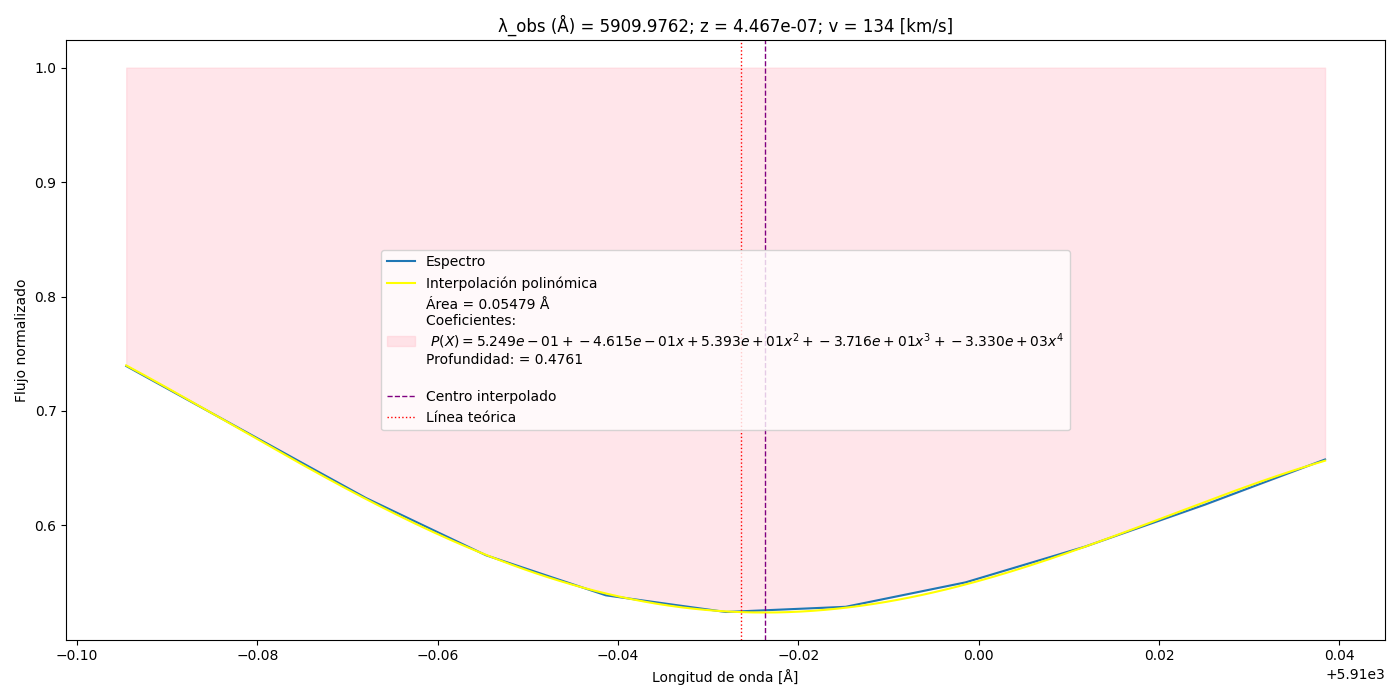 λ_obs (Å) = 5909.9762; z = 4.467e-07; v = 134 [km/s]
Flujo normalizado
1.0
0.9
0.8
0.7
0.6
Espectro
Interpolación polinómica
Área = 0.05479 Å
Coeficientes:
P(X) = 5.249e − 01 + −4.615e − 01x + 5.393e + 01x² + −3.716e + 01x³ + −3.330e + 03x⁴
Profundidad: = 0.4761
Centro interpolado
Línea teórica
−0.10 −0.08 −0.06 −0.04 −0.02 0.00 0.02 0.04
+5.91e3
Longitud de onda [Å]